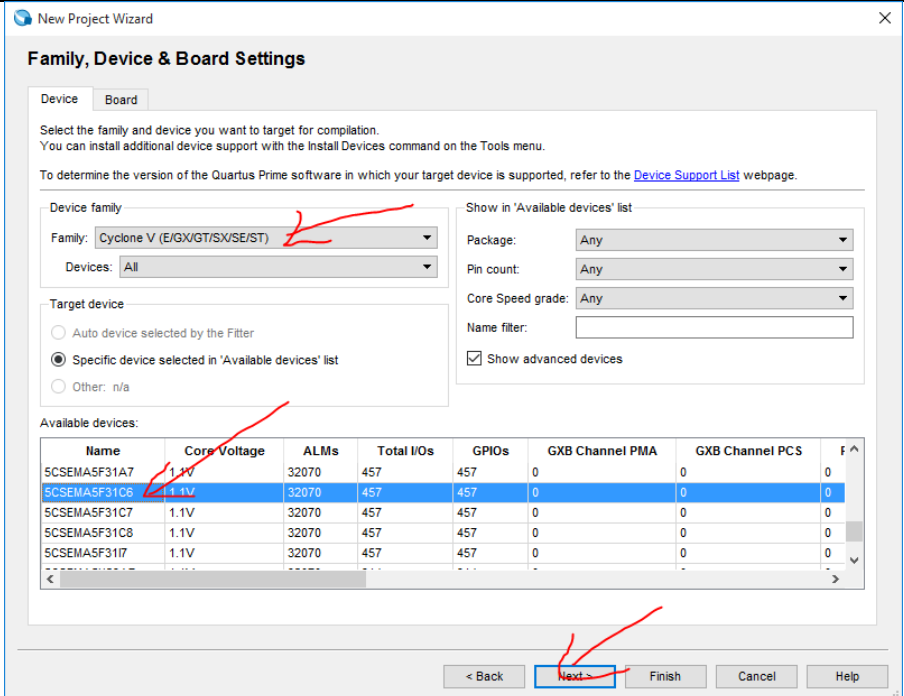 New Project Wizard
Family, Device & Board Settings
Device Board
Select the family and device you want to target for compilation.
You can install additional device support with the Install Devices command on the Tools menu.
To determine the version of the Quartus Prime software in which your target device is supported, refer to the Device Support List webpage.
Device family
Family: Cyclone V (E/GX/GT/SX/SE/ST)
Devices: All
Target device
Auto device selected by the Fitter
Specific device selected in 'Available devices' list
Other: n/a
Show in 'Available devices' list
Package: Any
Pin count: Any
Core Speed grade: Any
Name filter:
Show advanced devices
Available devices:
Name Core Voltage ALMs Total I/Os GPIOs GXB Channel PMA GXB Channel PCS
5CSEMA5F31A7 1.1V 32070 457 457 0 0 0
5CSEMA5F31C6 1.1V 32070 457 457 0 0 0
5CSEMA5F31C7 1.1V 32070 457 457 0 0 0
5CSEMA5F31C8 1.1V 32070 457 457 0 0 0
5CSEMA5F31I7 1.1V 32070 457 457 0 0 0
< Back Next > Finish Cancel Help